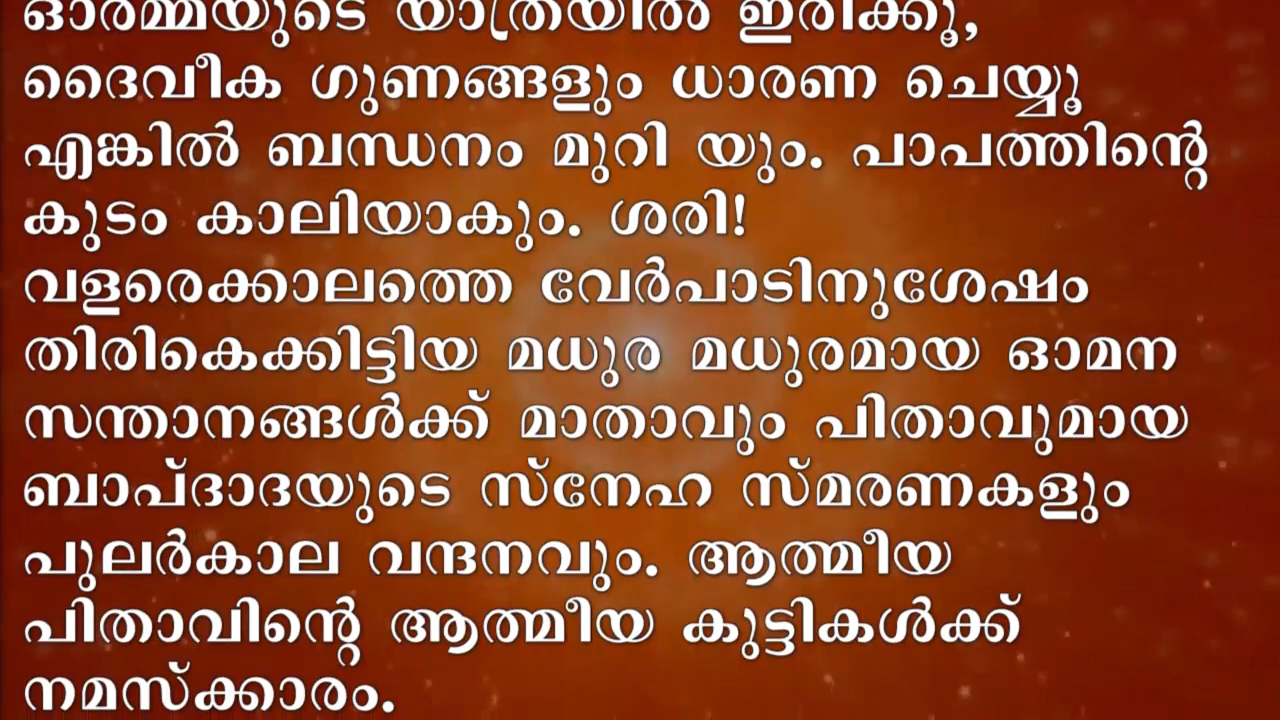 ഓർമ്മയുടെ യാത്രയിൽ ഇരിക്കൂ,
ദൈവീക ഗുണങ്ങളും ധാരണ ചെയ്യൂ
എങ്കിൽ ബന്ധനം മുറി യും. പാപത്തിന്റെ
കുടം കാലിയാകും. ശരി!
വളരെക്കാലത്തെ വേർപാടിനുശേഷം
തിരികെക്കിട്ടിയ മധുര മധുരമായ ഓമന
സന്താനങ്ങൾക്ക് മാതാവും പിതാവുമായ
ബാപ്ദാദയുടെ സ്നേഹ സ്മരണകളും
പുലർകാല വന്ദനവും. ആത്മീയ
പിതാവിന്റെ ആത്മീയ കുട്ടികൾക്ക്
നമസ്ക്കാരം.